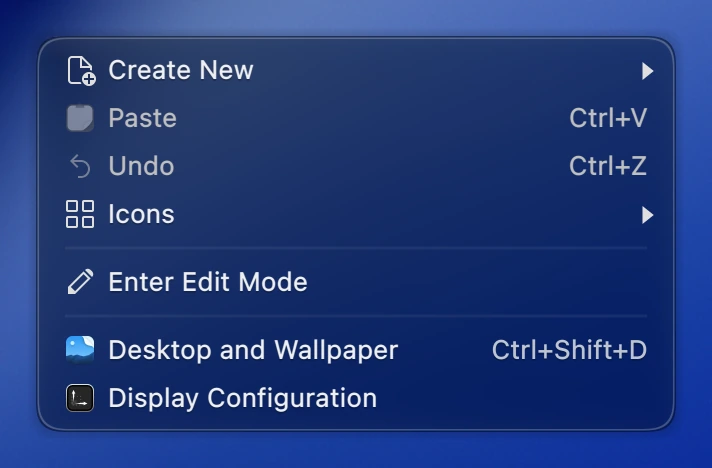 Create New
Paste Ctrl+V
Undo Ctrl+Z
Icons
Enter Edit Mode
Desktop and Wallpaper Ctrl+Shift+D
Display Configuration